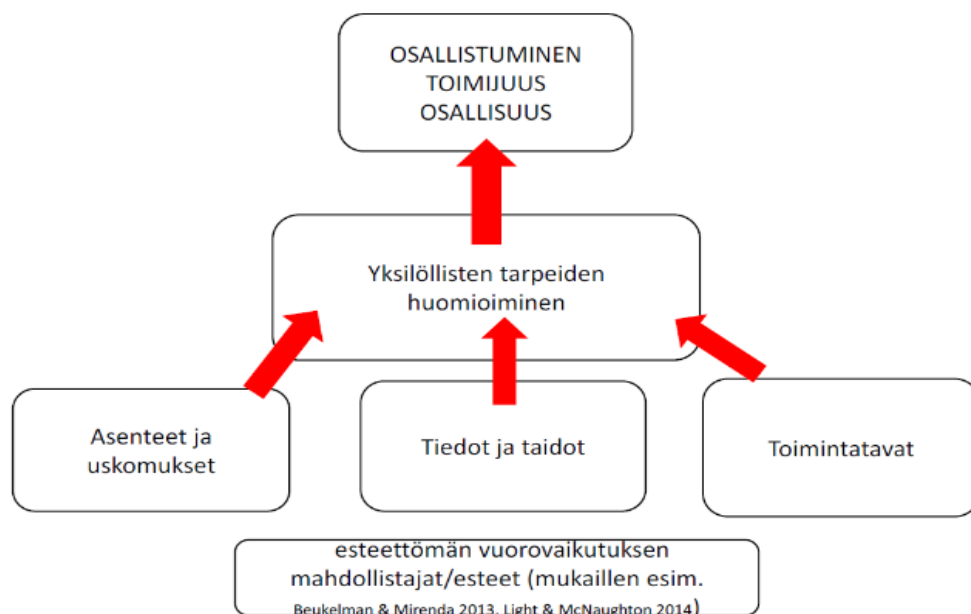 OSALLISTUMINEN
TOIMIJUUS
OSALLISUUS
Yksilöllisten tarpeiden
huomioiminen
Asenteet ja
uskomukset
Tiedot ja taidot
Toimintatavat
esteettömän vuorovaikutuksen
mahdollistajat/esteet (mukaillen esim.
Beukelman & Mirenda 2013, Light & McNaughton 2014)